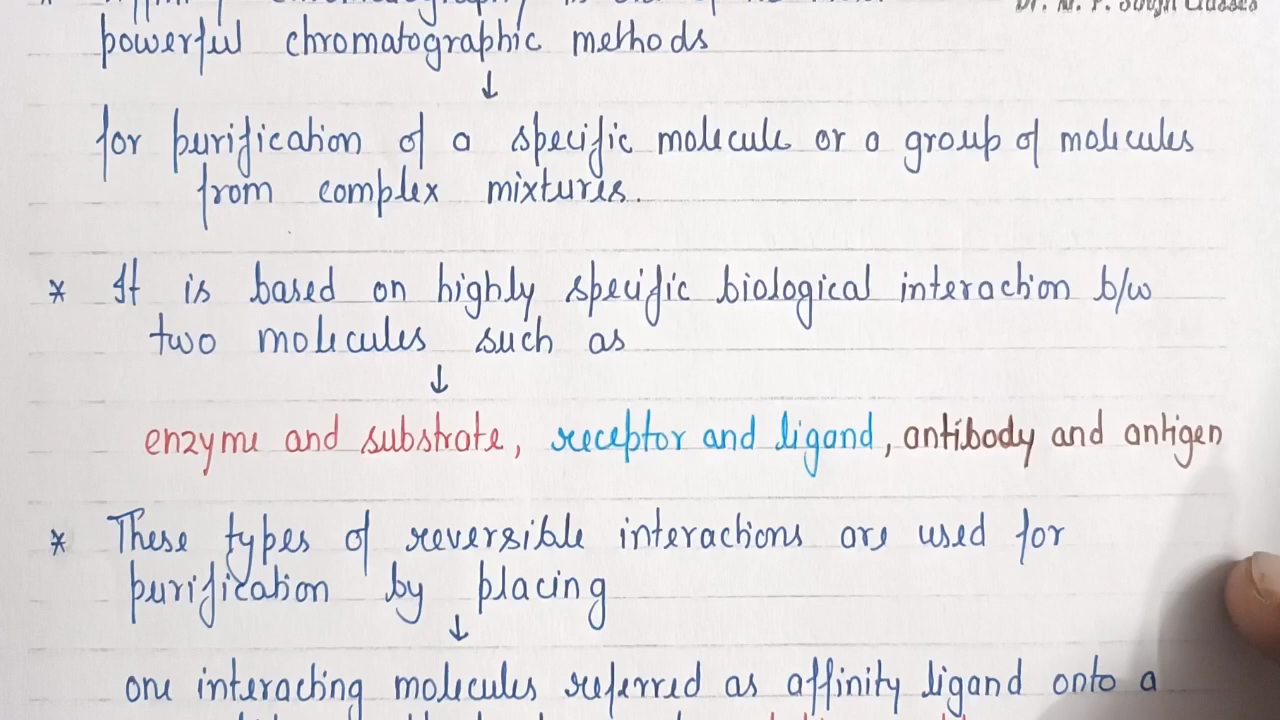 powerful chromatographic methods
↓
for purification of a specific molecule or a group of molecules
from complex mixtures.
* It is based on highly specific biological interaction b/w
two molecules such as
↓
enzyme and substrate, receptor and ligand, antibody and antigen
* These types of reversible interactions are used for
purification by placing
↓
one interacting molecules referred as affinity ligand onto a